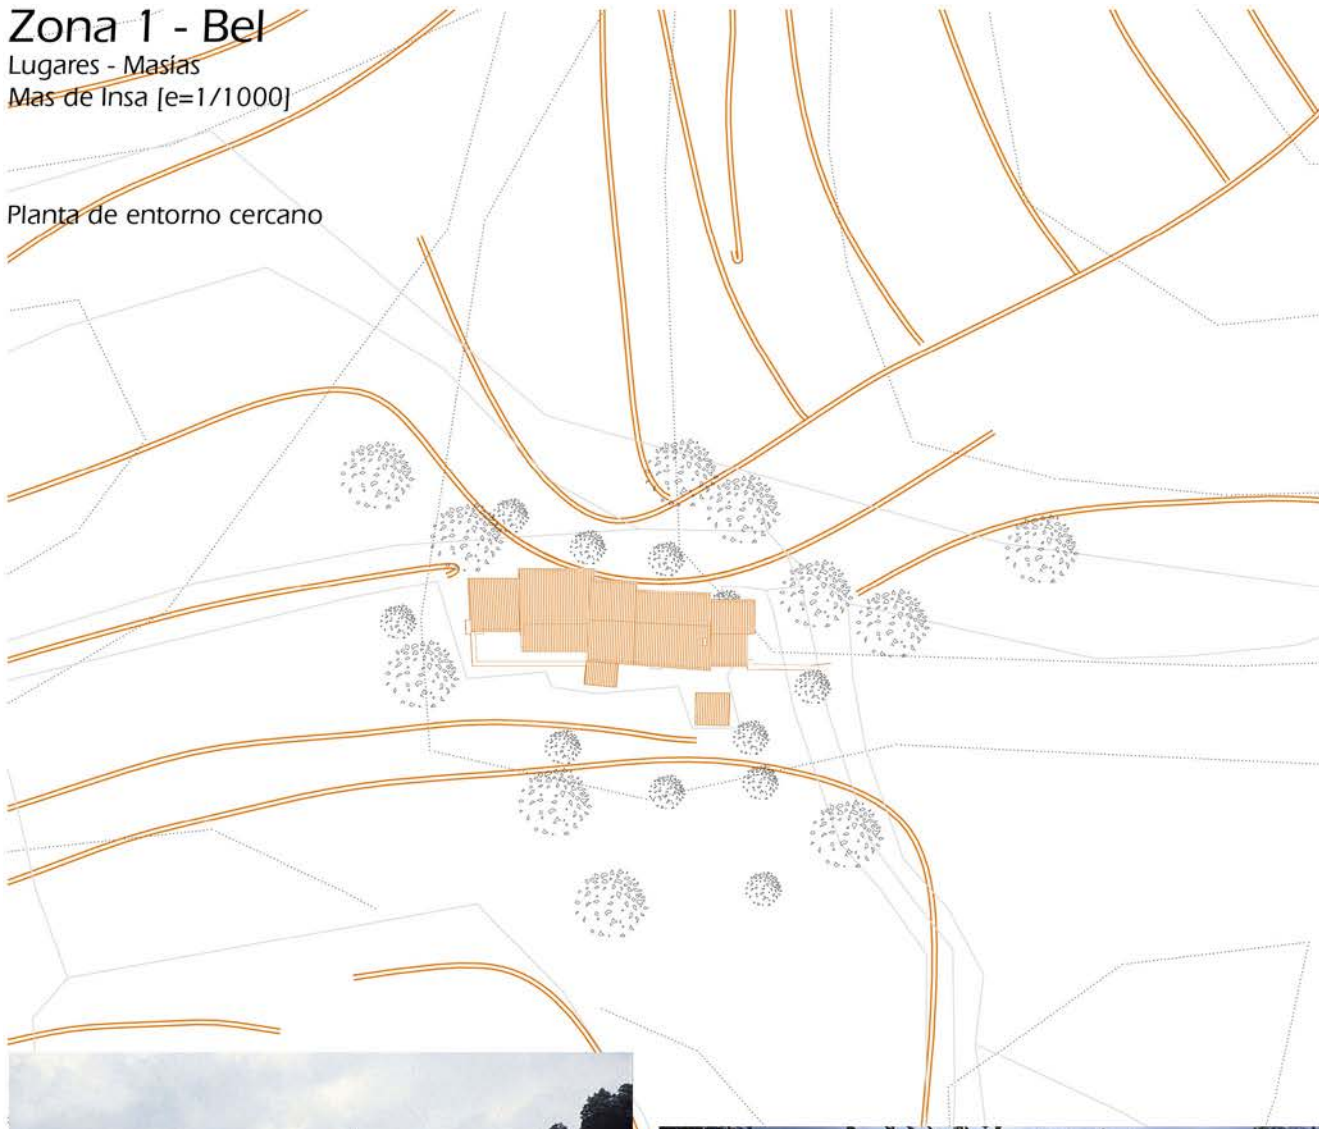 Zona 1 - Bel
Lugares - Masías
Mas de Insa [e=1/1000]
Planta de entorno cercano